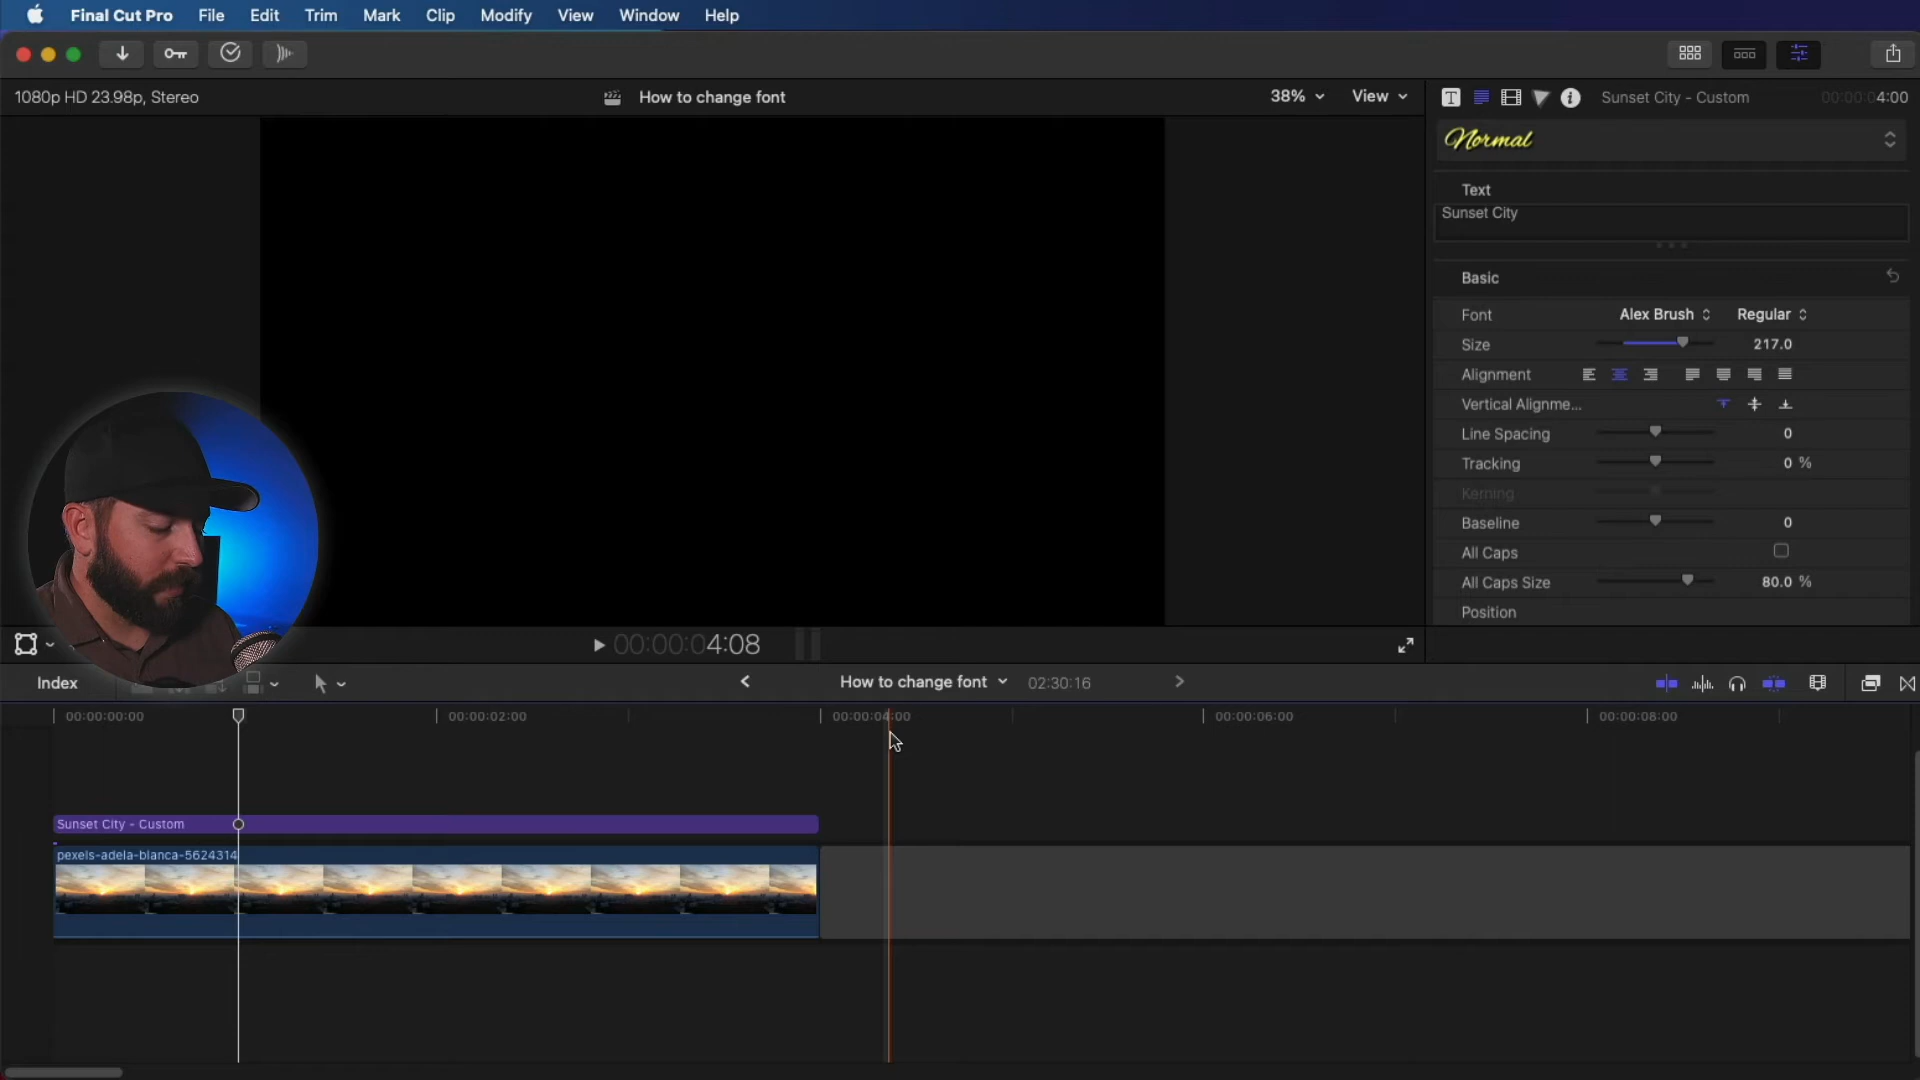 Final Cut Pro File Edit Trim Mark Clip Modify View Window Help
1080p HD 23.98p, Stereo
How to change font
38% View
Sunset City - Custom 00:00:04:00
Normal
Text
Sunset City
Basic
Font Alex Brush Regular
Size 217.0
Alignment
Vertical Alignme...
Line Spacing 0
Tracking 0 %
Kerning
Baseline 0
All Caps
All Caps Size 80.0 %
Position
00:00:04:08
Index
How to change font 02:30:16
00:00:00:00 00:00:02:00 00:00:04:00 00:00:06:00 00:00:08:00
Sunset City - Custom
pexels-adela-blanca-5624314